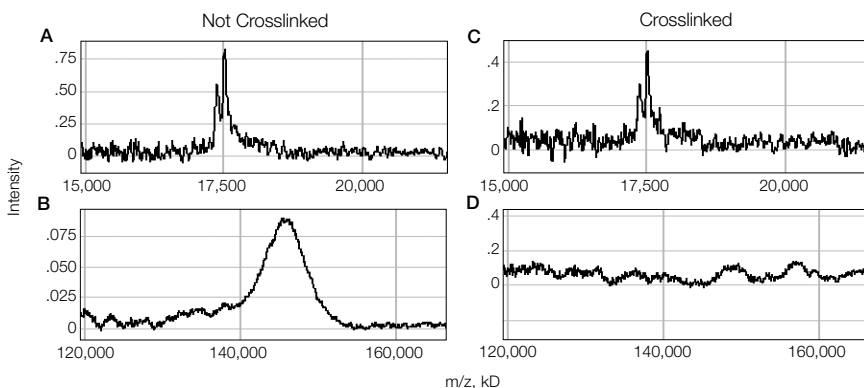 Not Crosslinked
Crosslinked
A
.75
.50
.25
0
15,000 17,500 20,000
C
.4
.2
0
15,000 17,500 20,000
Intensity
B
.075
.050
.025
0
120,000 140,000 160,000
D
.4
.2
0
120,000 140,000 160,000
m/z, kD